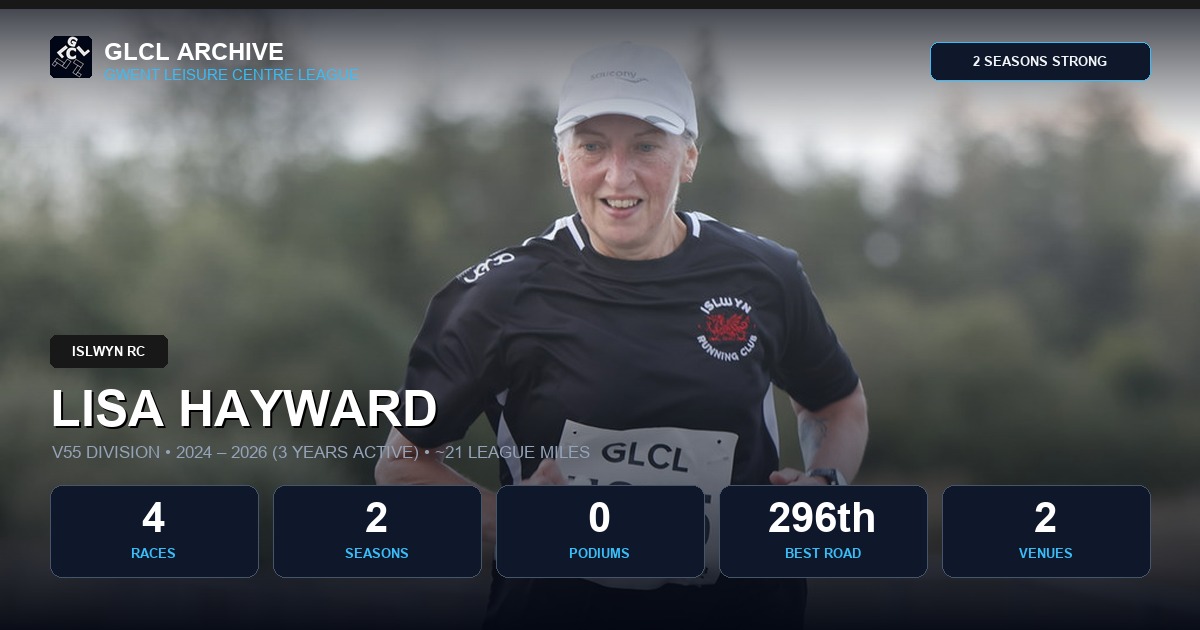 GLCL ARCHIVE
GWENT LEISURE CENTRE LEAGUE
2 SEASONS STRONG
saucony
ISLWYN
RUNNING CLUB
ISLWYN RC
LISA HAYWARD
V55 DIVISION • 2024 – 2026 (3 YEARS ACTIVE) • ~21 LEAGUE MILES
GLCL
4
RACES
2
SEASONS
0
PODIUMS
296th
BEST ROAD
2
VENUES